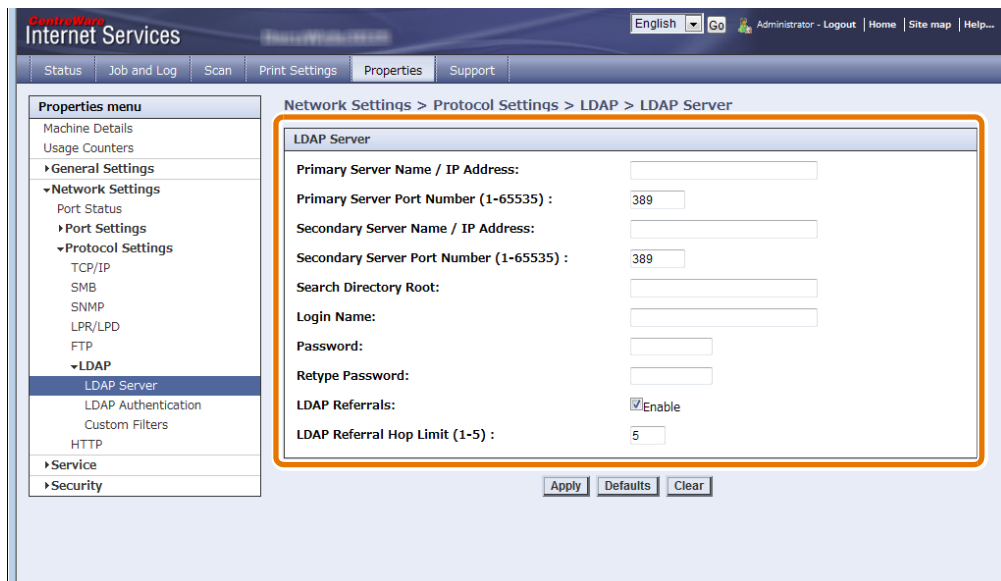 CentreWare
Internet Services
English Go Administrator - Logout | Home | Site map | Help...
Status Job and Log Scan Print Settings Properties Support
Properties menu
Machine Details
Usage Counters
General Settings
Network Settings
Port Status
Port Settings
Protocol Settings
TCP/IP
SMB
SNMP
LPR/LPD
FTP
LDAP
LDAP Server
LDAP Authentication
Custom Filters
HTTP
Service
Security
Network Settings > Protocol Settings > LDAP > LDAP Server
LDAP Server
Primary Server Name / IP Address:
Primary Server Port Number (1-65535) : 389
Secondary Server Name / IP Address:
Secondary Server Port Number (1-65535) : 389
Search Directory Root:
Login Name:
Password:
Retype Password:
LDAP Referrals: Enable
LDAP Referral Hop Limit (1-5) : 5
Apply Defaults Clear